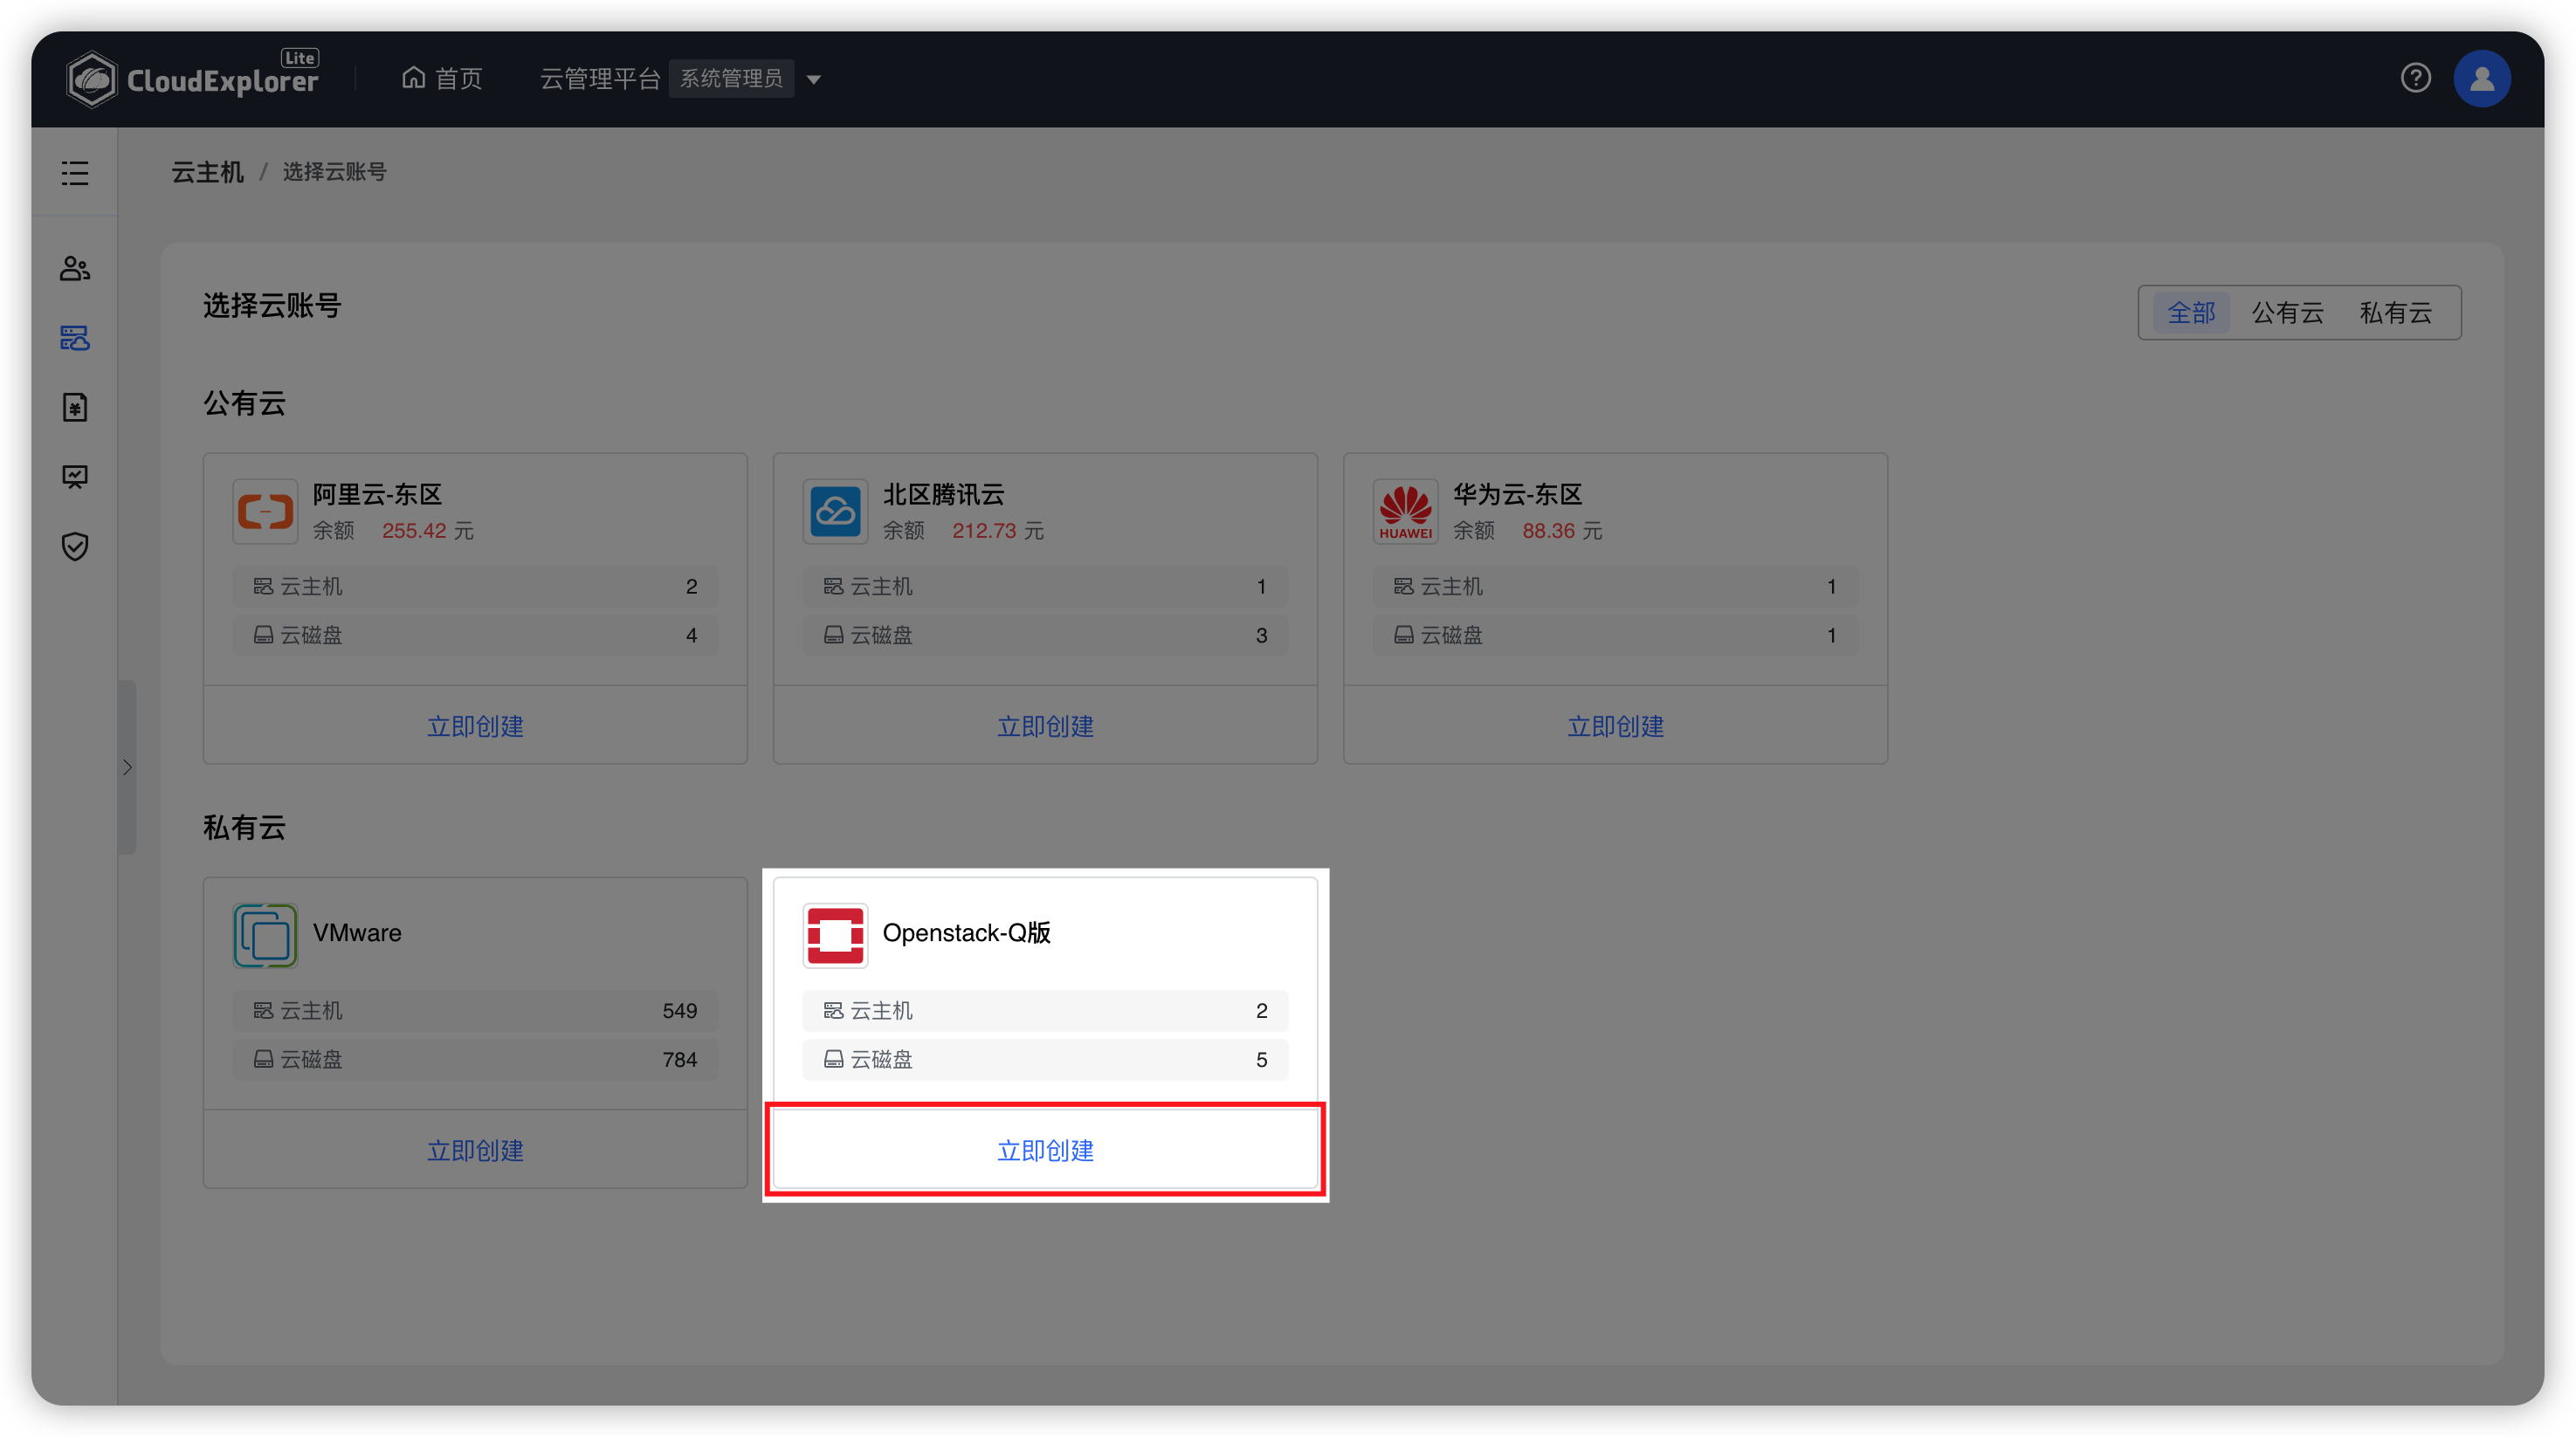 CloudExplorer Lite
首页 云管理平台 系统管理员
云主机 / 选择云账号
选择云账号
全部 公有云 私有云
公有云
阿里云-东区
余额 255.42 元
云主机 2
云磁盘 4
立即创建
北区腾讯云
余额 212.73 元
云主机 1
云磁盘 3
立即创建
HUAWEI
华为云-东区
余额 88.36 元
云主机 1
云磁盘 1
立即创建
私有云
VMware
云主机 549
云磁盘 784
立即创建
Openstack-Q版
云主机 2
云磁盘 5
立即创建